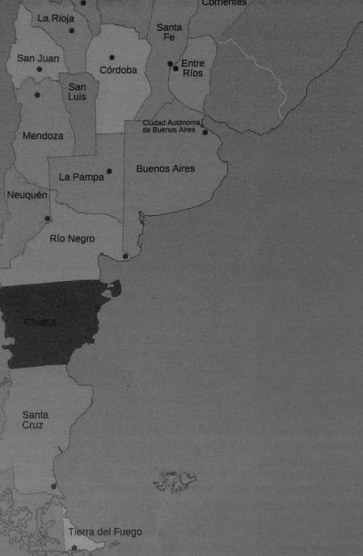 Corrientes
La Rioja
Santa
Fe
San Juan
Córdoba
Entre
Ríos
San
Luis
Ciudad Autónoma
de Buenos Aires
Mendoza
La Pampa
Buenos Aires
Neuquén
Río Negro
Chubut
Santa
Cruz
Tierra del Fuego